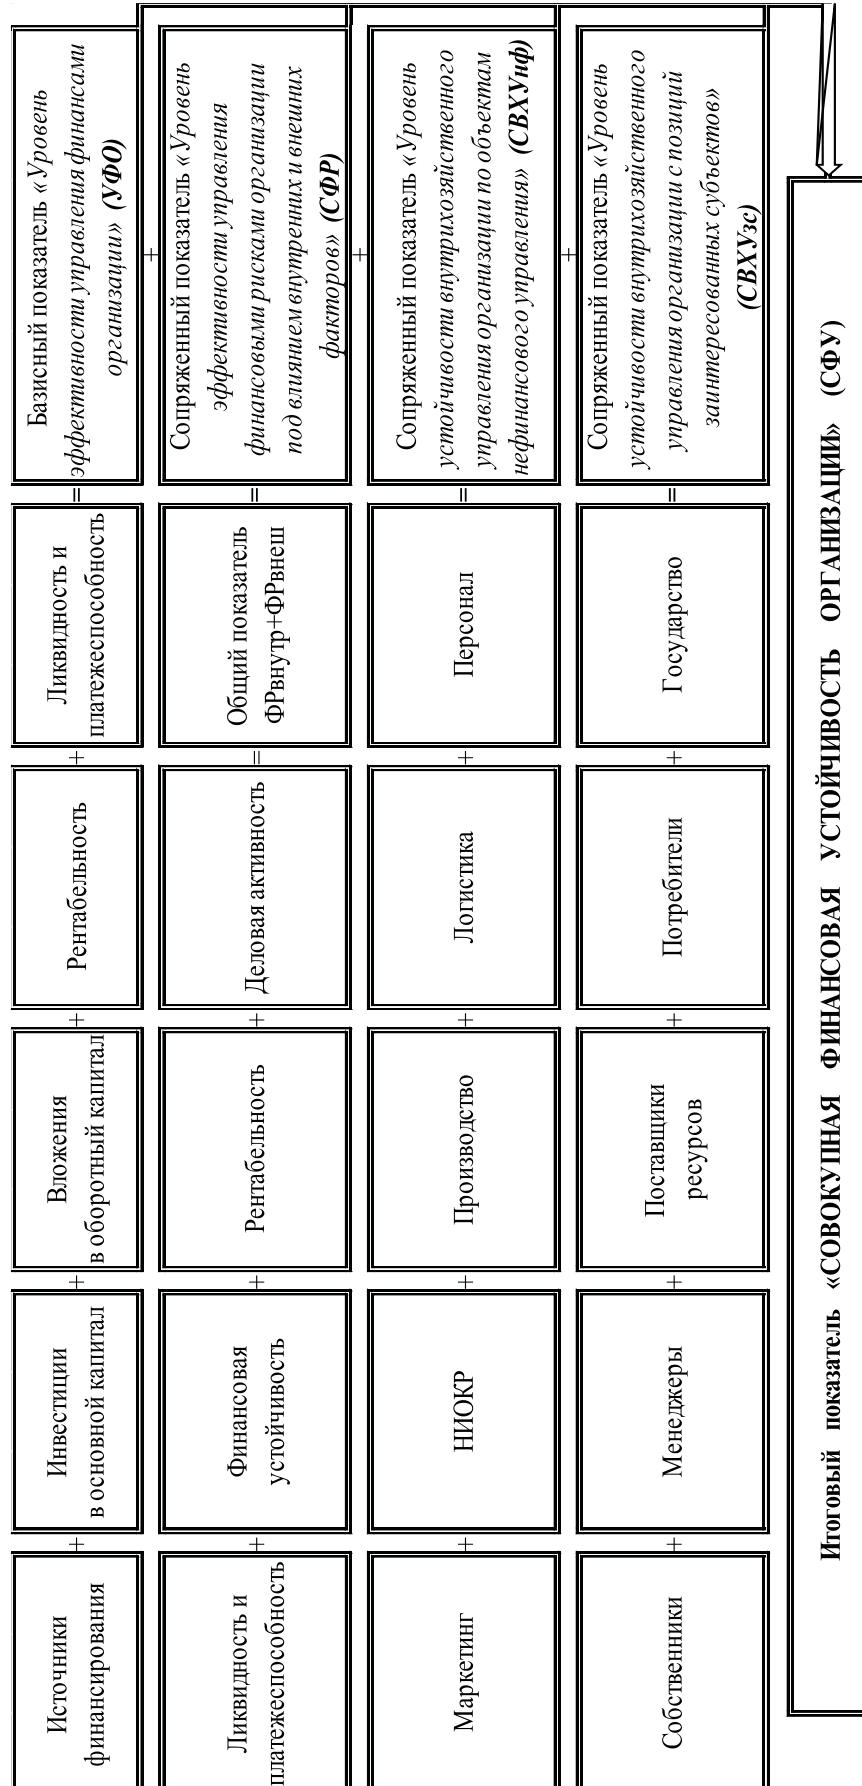 Источники
финансирования
+
Инвестиции
в основной капитал
+
Вложения
в оборотный капитал
+
Рентабельность
+
Ликвидность и
платежеспособность
=
Базисный показатель «Уровень
эффективности управления финансами
организации» (УФО)
+
Ликвидность и
платежеспособность
+
Финансовая
устойчивость
+
Рентабельность
+
Деловая активность
=
Общий показатель
ФРвнутр+ФРвнеш
=
Сопряженный показатель «Уровень
эффективности управления
финансовыми рисками организации
под влиянием внутренних и внешних
факторов» (СФР)
+
Маркетинг
+
НИОКР
+
Производство
+
Логистика
+
Персонал
=
Сопряженный показатель «Уровень
устойчивости внутрихозяйственного
управления организации по объектам
нефинансового управления» (СВХУнф)
+
Собственники
+
Менеджеры
+
Поставщики
ресурсов
+
Потребители
+
Государство
=
Сопряженный показатель «Уровень
устойчивости внутрихозяйственного
управления организации с позиций
заинтересованных субъектов»
(СВХУзс)
Итоговый показатель «СОВОКУПНАЯ ФИНАНСОВАЯ УСТОЙЧИВОСТЬ ОРГАНИЗАЦИИ» (СФУ)